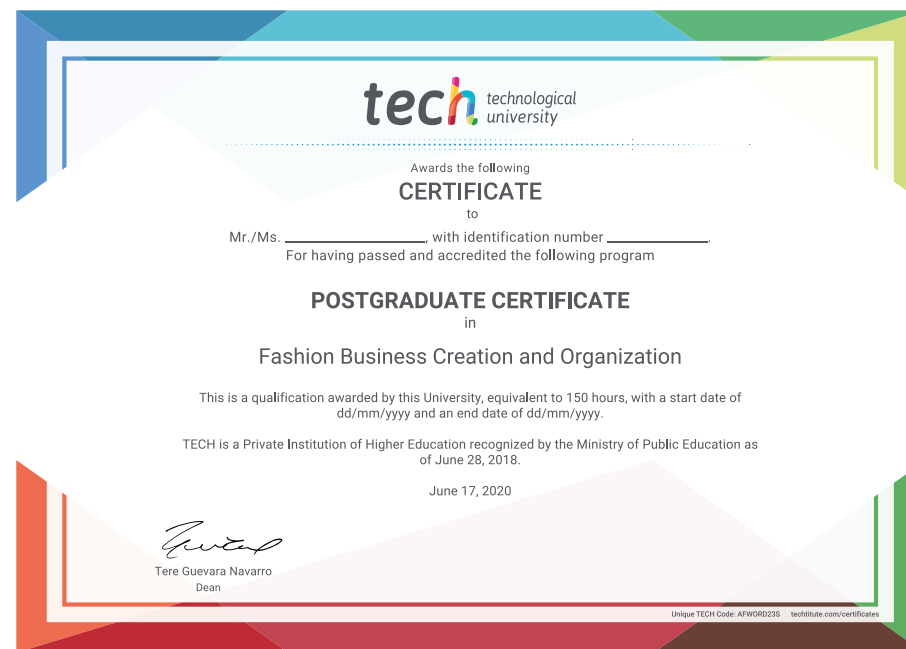 tech technological
university
Awards the following
CERTIFICATE
to
Mr./Ms. ____________________, with identification number ______________.
For having passed and accredited the following program
POSTGRADUATE CERTIFICATE
in
Fashion Business Creation and Organization
This is a qualification awarded by this University, equivalent to 150 hours, with a start date of
dd/mm/yyyy and an end date of dd/mm/yyyy.
TECH is a Private Institution of Higher Education recognized by the Ministry of Public Education as
of June 28, 2018.
June 17, 2020
Tere Guevara Navarro
Dean
Unique TECH Code: AFWORD23S techtitute.com/certificates